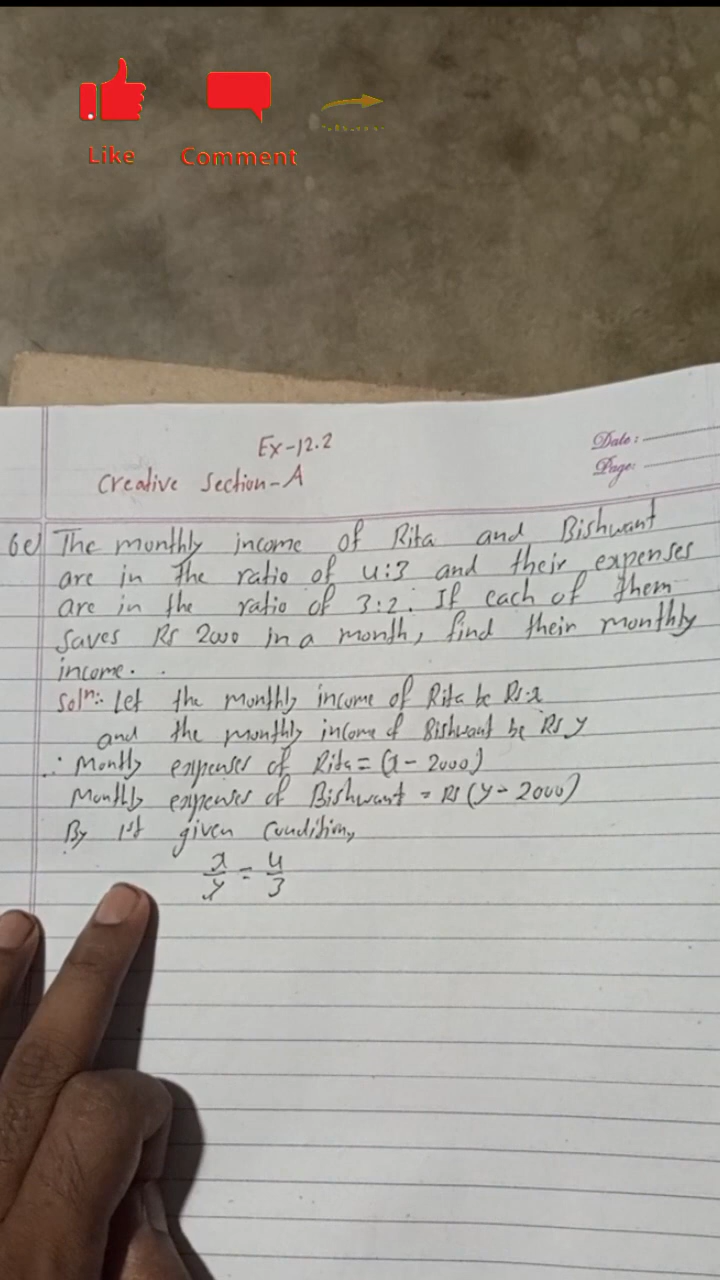 Like Comment
Ex-12.2
Date:
Creative Section-A
Page:
6e) The monthly income of Rita and Bishwant
are in the ratio of 4:3 and their expenses
are in the ratio of 3:2. If each of them
saves Rs 2000 in a month, find their monthly
income.
Solⁿ:- Let the monthly income of Rita be Rs.x
and the monthly income of Bishwant be Rs y
∴ Montly expenses of Rita = (x - 2000)
Monthly expenses of Bishwant = Rs (y - 2000)
By 1st given condition,
x/y = 4/3